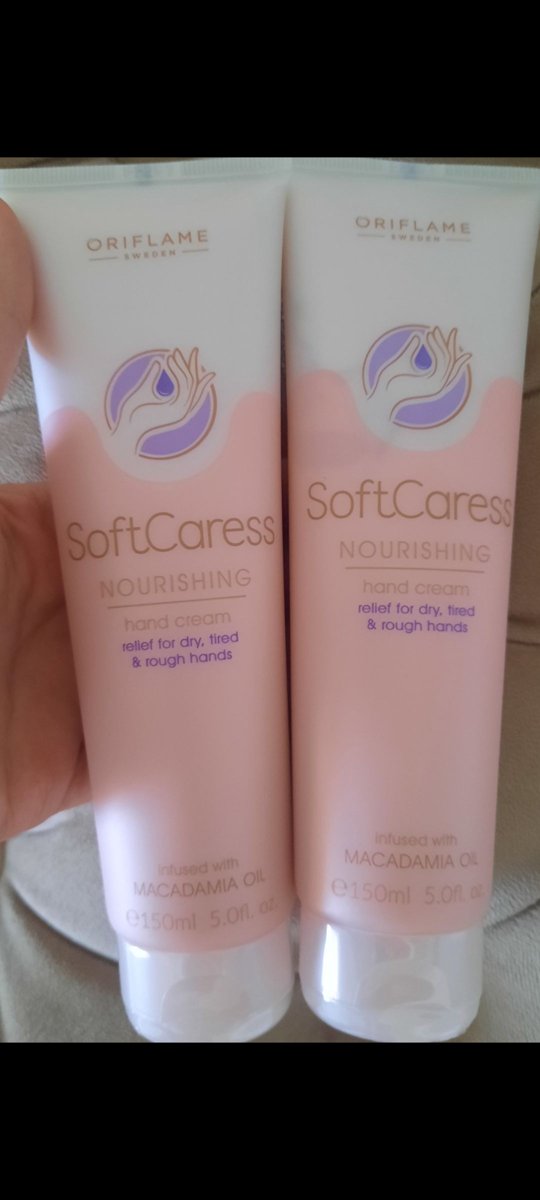 ORIFLAME
SWEDEN
SoftCaress
NOURISHING
hand cream
relief for dry, tired
& rough hands
infused with
MACADAMIA OIL
℮150ml 5.0fl. oz.
ORIFLAME
SWEDEN
SoftCaress
NOURISHING
hand cream
relief for dry, tired
& rough hands
infused with
MACADAMIA OIL
℮150ml 5.0fl. oz.